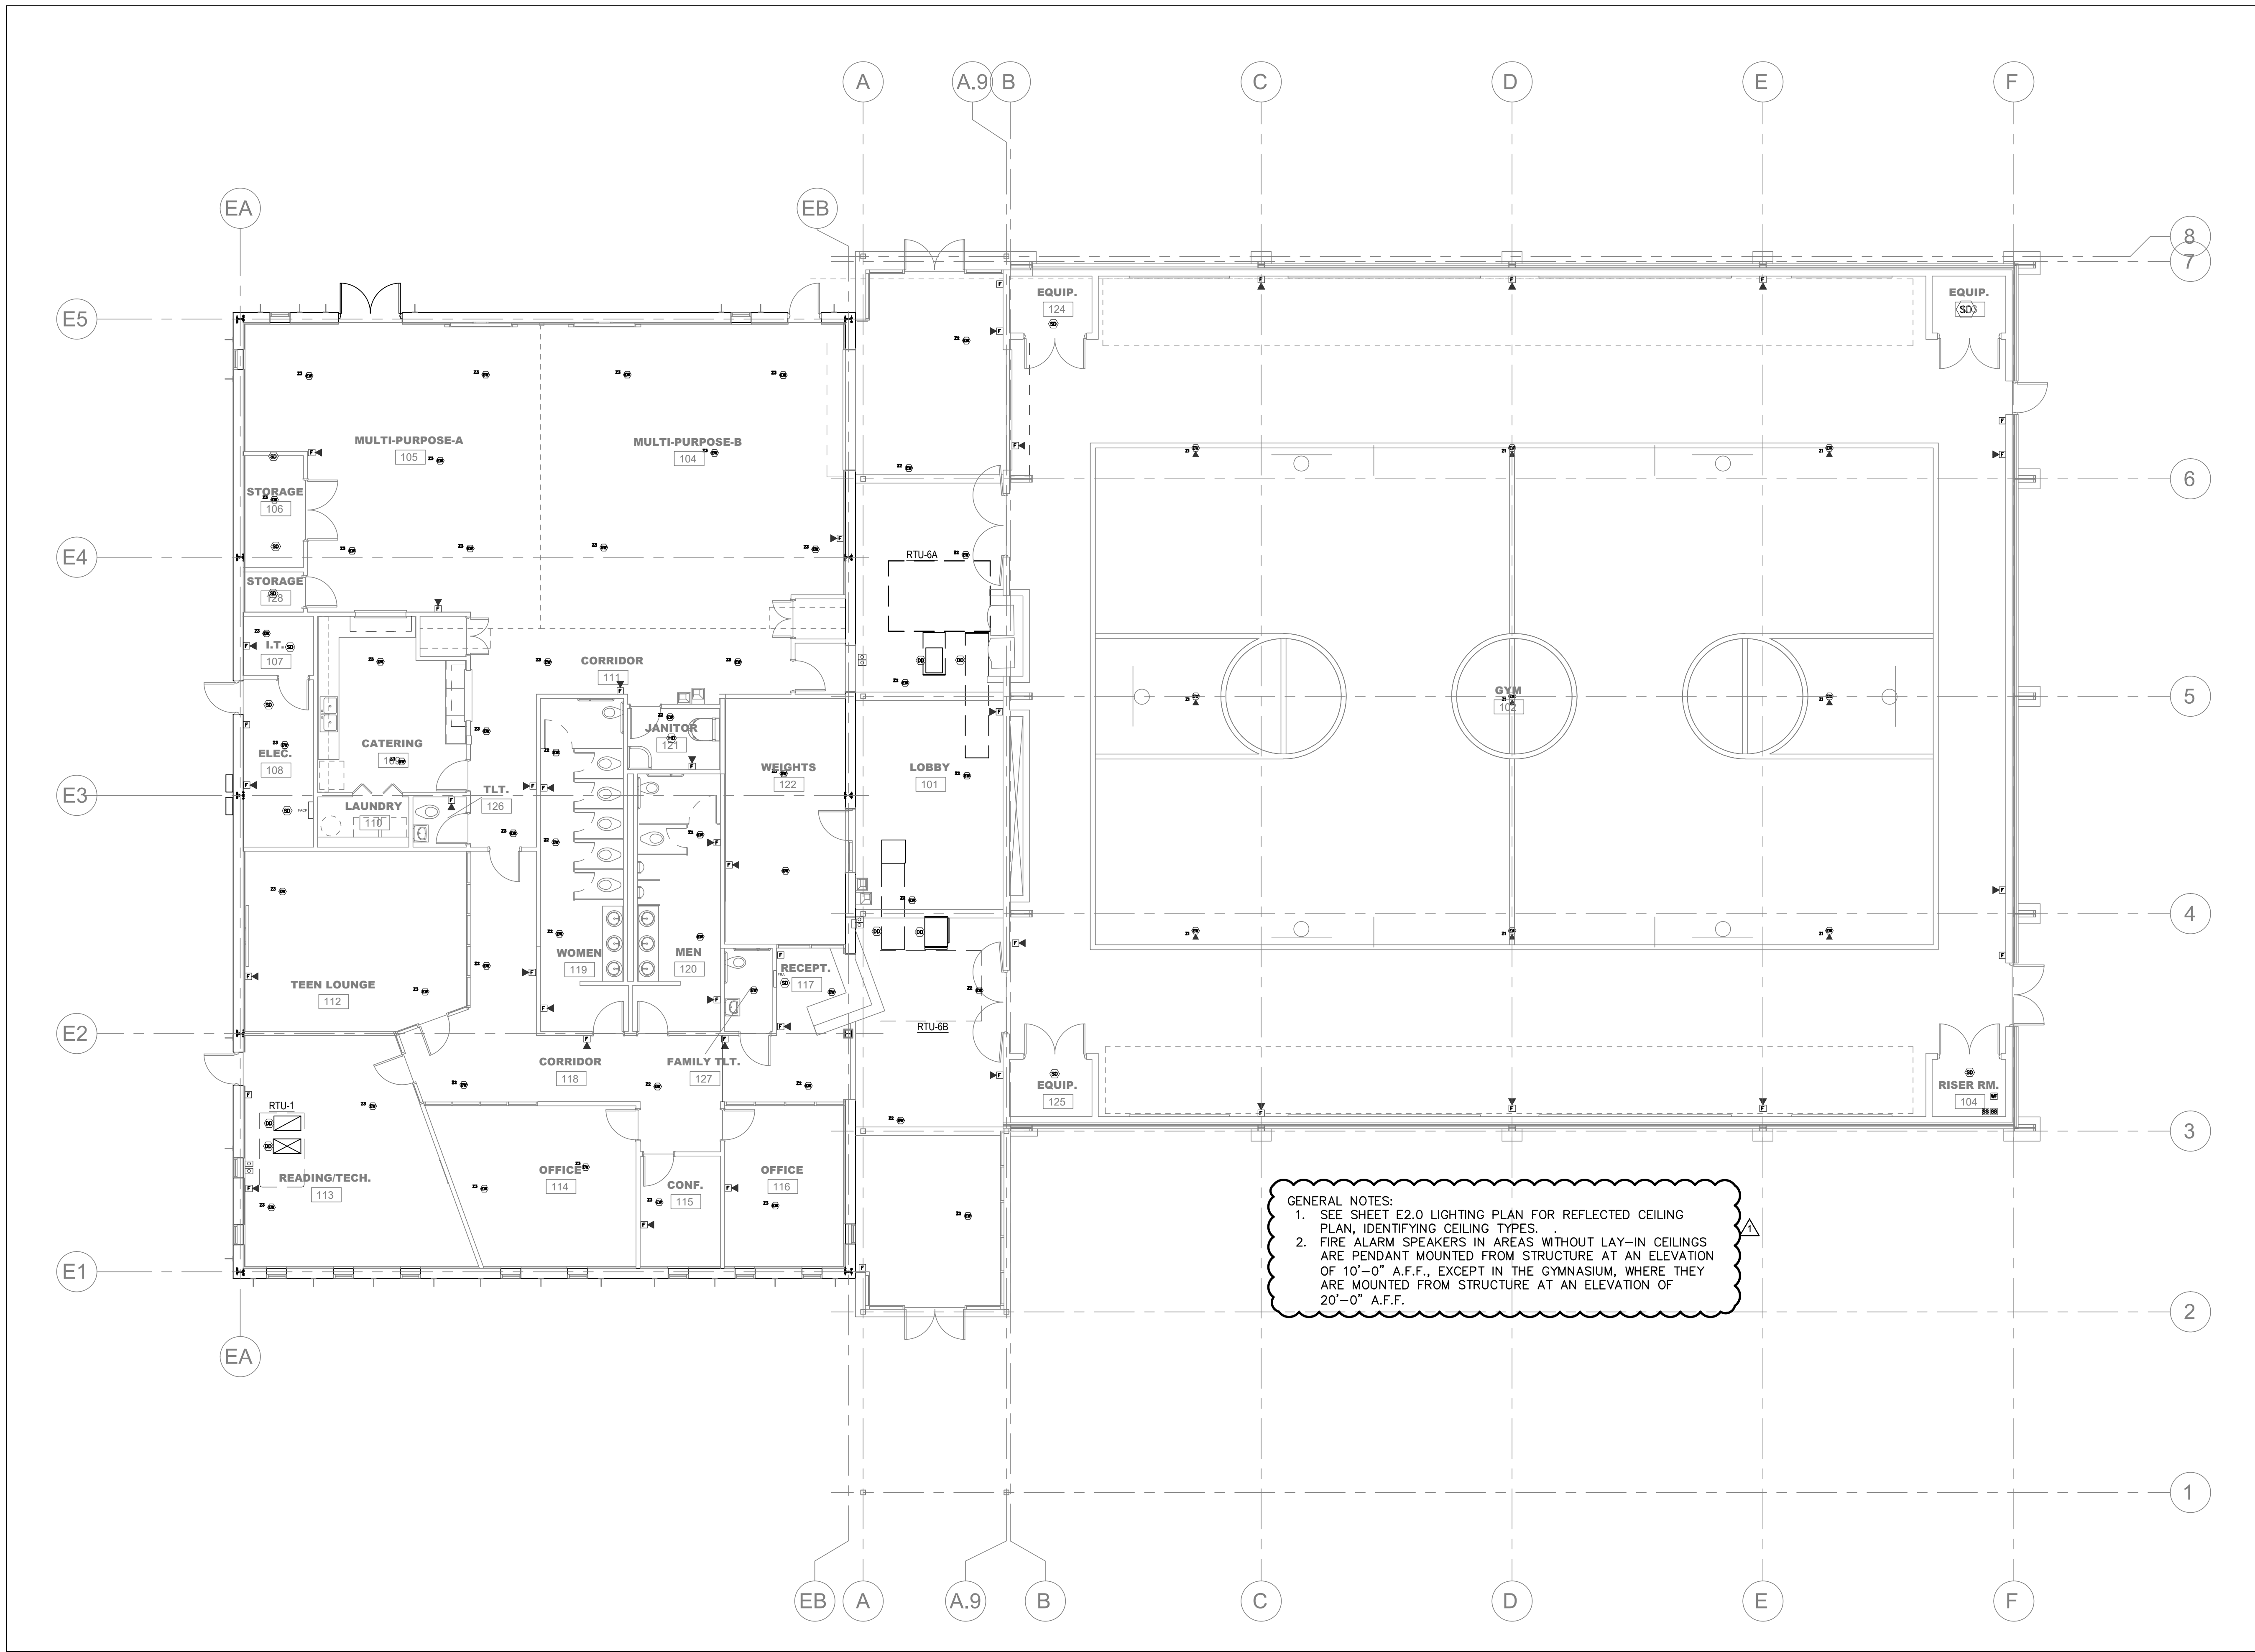 A
A.9
B
C
D
E
F
EA
EB
8
7
E5
6
E4
5
E3
4
E2
3
E1
2
1
EQUIP.
124
EQUIP.
SD3
MULTI-PURPOSE-A
105
MULTI-PURPOSE-B
104
STORAGE
106
STORAGE
128
RTU-6A
I.T.
107
CORRIDOR
111
JANITOR
121
GYM
102
CATERING
ELEC.
108
WEIGHTS
122
LOBBY
101
LAUNDRY
110
TLT.
126
FACP
WOMEN
119
MEN
120
RECEPT.
117
TEEN LOUNGE
112
RTU-6B
CORRIDOR
118
FAMILY TLT.
127
EQUIP.
125
RISER RM.
104
RTU-1
READING/TECH.
113
OFFICE
114
CONF.
115
OFFICE
116
GENERAL NOTES:
1. SEE SHEET E2.0 LIGHTING PLAN FOR REFLECTED CEILING
PLAN, IDENTIFYING CEILING TYPES. .
2. FIRE ALARM SPEAKERS IN AREAS WITHOUT LAY-IN CEILINGS
ARE PENDANT MOUNTED FROM STRUCTURE AT AN ELEVATION
OF 10'-0" A.F.F., EXCEPT IN THE GYMNASIUM, WHERE THEY
ARE MOUNTED FROM STRUCTURE AT AN ELEVATION OF
20'-0" A.F.F.
1
EA
EB
A
A.9
B
C
D
E
F